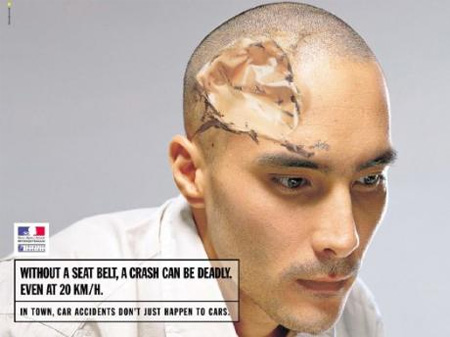 WITHOUT A SEAT BELT, A CRASH CAN BE DEADLY.
EVEN AT 20 KM/H.
IN TOWN, CAR ACCIDENTS DON'T JUST HAPPEN TO CARS.